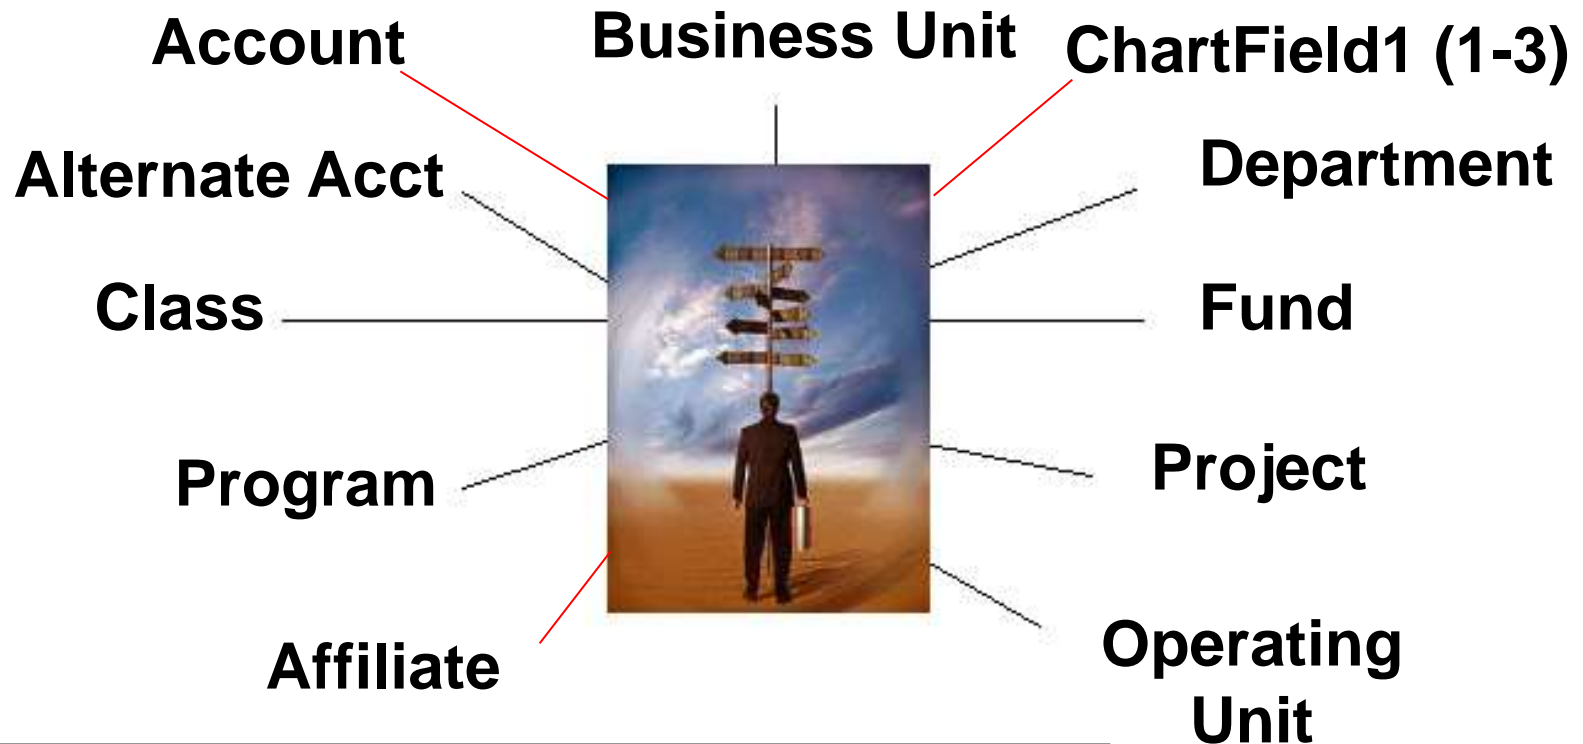 Account
Business Unit
ChartField1 (1-3)
Alternate Acct
Department
Class
Fund
Program
Project
Affiliate
Operating
Unit